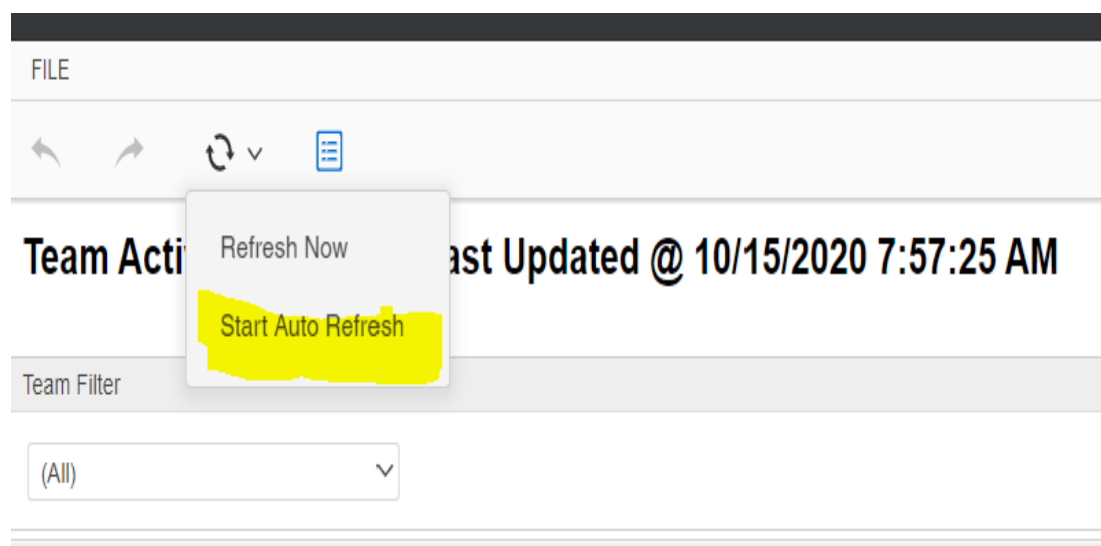 FILE
Refresh Now
Team Acti ast Updated @ 10/15/2020 7:57:25 AM
Start Auto Refresh
Team Filter
(All)